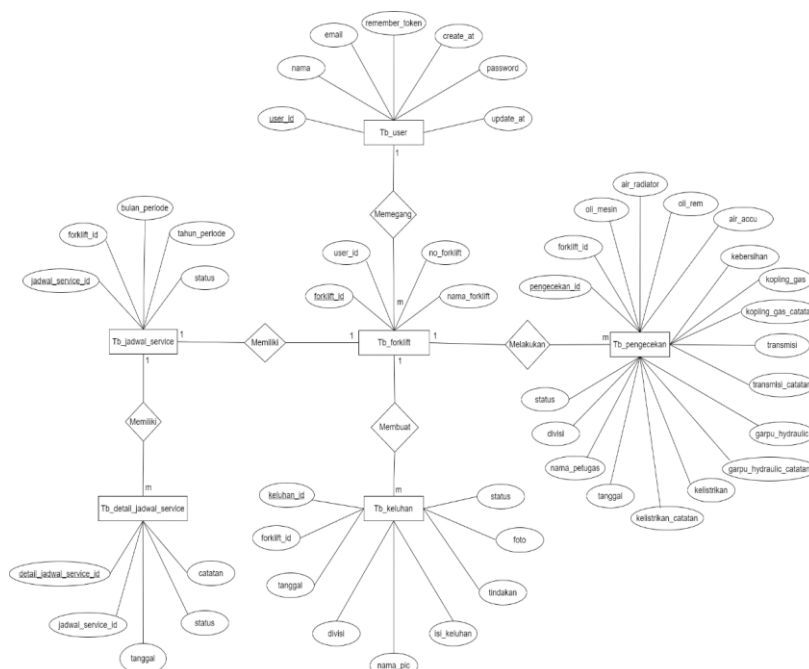 remember_token
email
create_at
nama
password
user_id
update_at
Tb_user
1
Memegang
m
bulan_periode
forklift_id
tahun_periode
jadwal_service_id
status
Tb_jadwal_service
1
1
Memiliki
1
user_id
no_forklift
forklift_id
nama_forklift
Tb_forklift
1
1
Melakukan
m
air_radiator
oli_mesin
oli_rem
air_accu
forklift_id
kebersihan
pengecekan_id
kopling_gas
kopling_gas_catatan
Tb_pengecekan
transmisi
transmisi_catatan
status
divisi
garpu_hydraulic
nama_petugas
garpu_hydraulic_catatan
tanggal
kelistrikan
kelistrikan_catatan
Memiliki
m
Tb_detail_jadwal_service
detail_jadwal_service_id
catatan
jadwal_service_id
status
tanggal
Membuat
m
keluhan_id
Tb_keluhan
status
forklift_id
foto
tanggal
tindakan
divisi
isi_keluhan
nama_pic